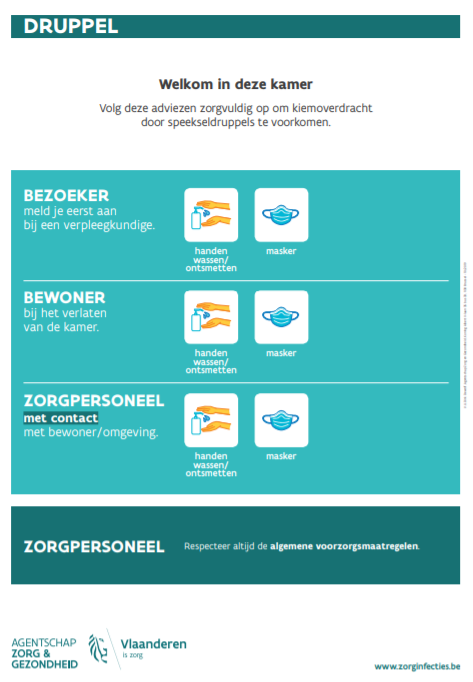 DRUPPEL
Welkom in deze kamer
Volg deze adviezen zorgvuldig op om kiemoverdracht
door speekseldruppels te voorkomen.
BEZOEKER
meld je eerst aan
bij een verpleegkundige.
handen
wassen/
ontsmetten
masker
BEWONER
bij het verlaten
van de kamer.
handen
wassen/
ontsmetten
masker
ZORGPERSONEEL
met contact
met bewoner/omgeving.
handen
wassen/
ontsmetten
masker
ZORGPERSONEEL
Respecteer altijd de algemene voorzorgsmaatregelen.
AGENTSCHAP
ZORG &
GEZONDHEID
Vlaanderen
is zorg
www.zorginfecties.be